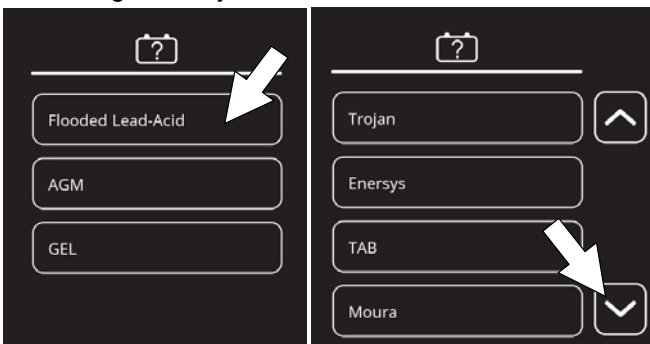 ?
Flooded Lead-Acid
AGM
GEL
?
Trojan
Enersys
TAB
Moura